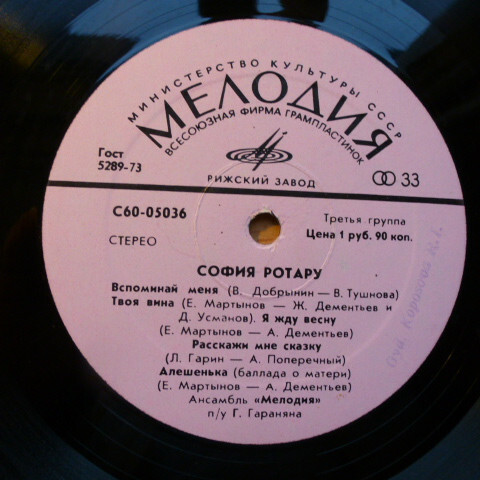 МИНИСТЕРСТВО КУЛЬТУРЫ СССР
МЕЛОДИЯ
ВСЕСОЮЗНАЯ ФИРМА ГРАМПЛАСТИНОК
Гост
5289-73
РИЖСКИЙ ЗАВОД
33
С60-05036
Третья группа
СТЕРЕО
Цена 1 руб. 90 коп.
СОФИЯ РОТАРУ
Вспоминай меня (В. Добрынин — В. Тушнова)
Твоя вина (Е. Мартынов — Ж. Дементьев и
Д. Усманов). Я жду весну
(Е. Мартынов — А. Дементьев)
Расскажи мне сказку
(Л. Гарин — А. Поперечный)
Алешенька (баллада о матери)
(Е. Мартынов — А. Дементьев)
Ансамбль «Мелодия»
п/у Г. Гараняна